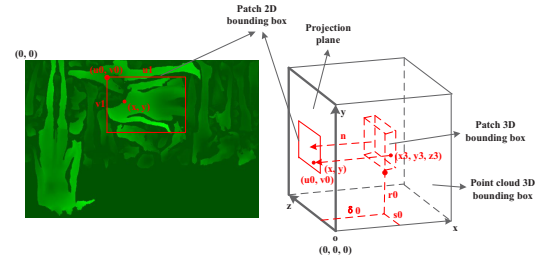 Patch 2D
bounding box
Projection
plane
(0, 0)
(u0, v0)
u1
v1
y
n
Patch 3D
bounding box
(x, y)
(x3, y3, z3)
(u0, v0)
r0
Point cloud 3D
bounding box
z
δ 0
s0
o
x
(0, 0, 0)